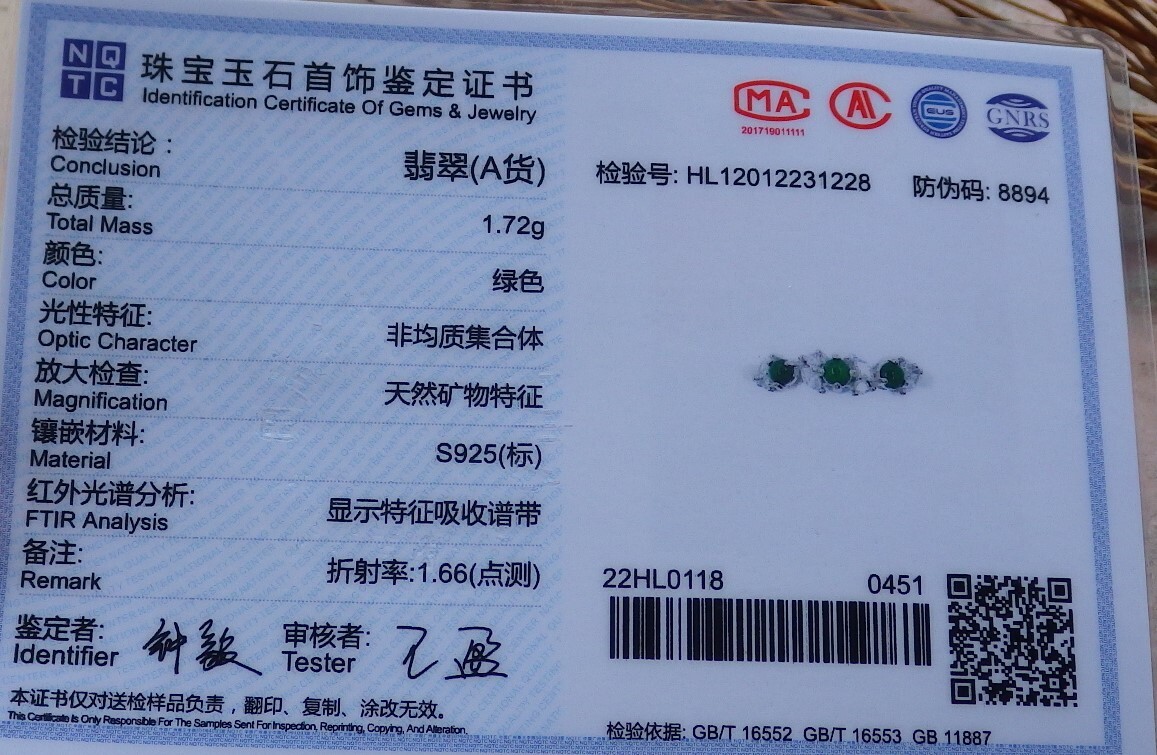 NQ
TC
珠宝玉石首饰鉴定证书
Identification Certificate Of Gems & Jewelry
检验结论：
Conclusion
翡翠(A货)
总质量:
Total Mass
1.72g
颜色:
Color
绿色
光性特征:
Optic Character
非均质集合体
放大检查:
Magnification
天然矿物特征
镶嵌材料:
Material
S925(标)
红外光谱分析:
FTIR Analysis
显示特征吸收谱带
备注:
Remark
折射率:1.66(点测)
鉴定者:
Identifier
审核者:
Tester
本证书仅对送检样品负责，翻印、复制、涂改无效。
This Certificate Is Only Responsible For The Samples Sent For Inspection, Reprinting, Copying, And Alteration.
MA
201719011111
EUS
GNRS
检验号: HL12012231228
防伪码: 8894
22HL0118
0451
检验依据: GB/T 16552 GB/T 16553 GB 11887